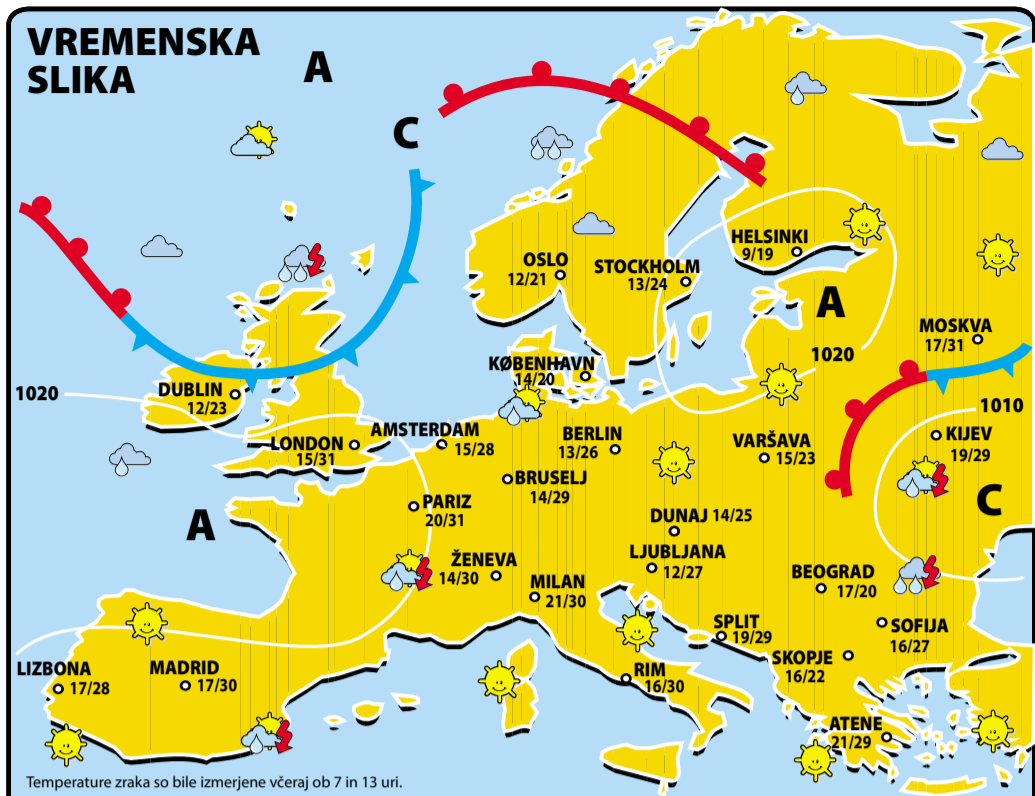 VREMENSKA
SLIKA
A
C
HELSINKI
9/19
OSLO
12/21
STOCKHOLM
13/24
A
MOSKVA
17/31
1020
KØBENHAVN
14/20
1020
DUBLIN
12/23
1010
AMSTERDAM
15/28
BERLIN
13/26
VARŠAVA
15/23
KIJEV
19/29
LONDON
15/31
BRUSELJ
14/29
PARIZ
20/31
C
A
DUNAJ 14/25
LJUBLJANA
12/27
ŽENEVA
14/30
MILAN
21/30
BEOGRAD
17/20
SPLIT
19/29
SOFIJA
16/27
SKOPJE
16/22
LIZBONA
17/28
MADRID
17/30
RIM
16/30
ATENE
21/29
Temperature zraka so bile izmerjene včeraj ob 7 in 13 uri.